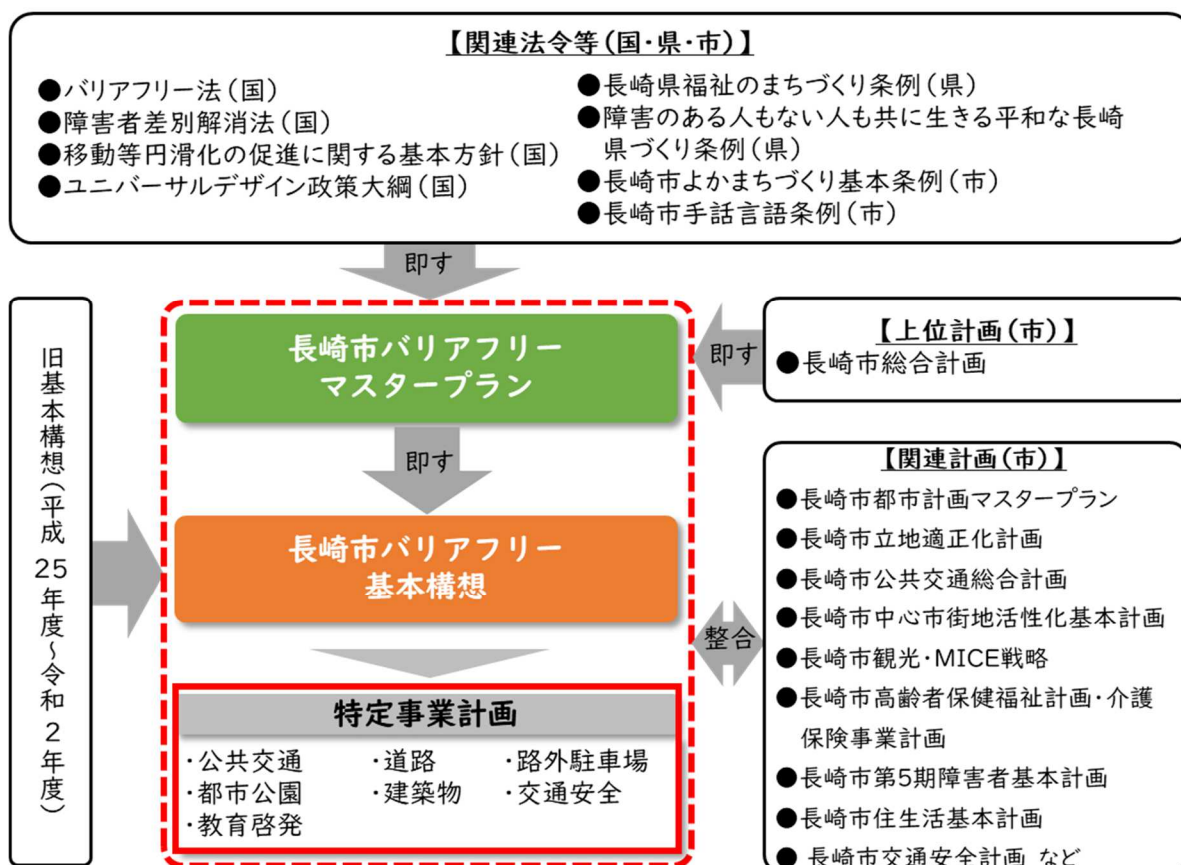 【関連法令等(国・県・市)】
●バリアフリー法(国)
●障害者差別解消法(国)
●移動等円滑化の促進に関する基本方針(国)
●ユニバーサルデザイン政策大綱(国)
●長崎県福祉のまちづくり条例(県)
●障害のある人もない人も共に生きる平和な長崎
県づくり条例(県)
●長崎市よかまちづくり基本条例(市)
●長崎市手話言語条例(市)
即す
旧基本構想(平成25年度~令和2年度)
長崎市バリアフリー
マスタープラン
即す
長崎市バリアフリー
基本構想
特定事業計画
・公共交通 ・道路 ・路外駐車場
・都市公園 ・建築物 ・交通安全
・教育啓発
即す
【上位計画(市)】
●長崎市総合計画
整合
【関連計画(市)】
●長崎市都市計画マスタープラン
●長崎市立地適正化計画
●長崎市公共交通総合計画
●長崎市中心市街地活性化基本計画
●長崎市観光・MICE戦略
●長崎市高齢者保健福祉計画・介護
保険事業計画
●長崎市第5期障害者基本計画
●長崎市住生活基本計画
●長崎市交通安全計画 など